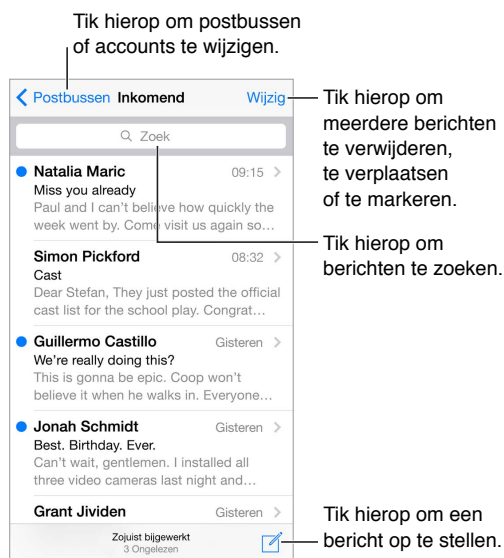 Tik hierop om postbussen
of accounts te wijzigen.
Postbussen Inkomend Wijzig
Zoek
Natalia Maric 09:15
Miss you already
Paul and I can't believe how quickly the
week went by. Come visit us again so…
Simon Pickford 08:32
Cast
Dear Stefan, They just posted the official
cast list for the school play. Congrat…
Guillermo Castillo Gisteren
We're really doing this?
This is gonna be epic. Coop won't
believe it when he walks in. Everyone…
Jonah Schmidt Gisteren
Best. Birthday. Ever.
Can't wait, gentlemen. I installed all
three video cameras last night and…
Grant Jividen Gisteren
Zojuist bijgewerkt
3 Ongelezen
Tik hierop om
meerdere berichten
te verwijderen,
te verplaatsen
of te markeren.
Tik hierop om
berichten te zoeken.
Tik hierop om een
bericht op te stellen.